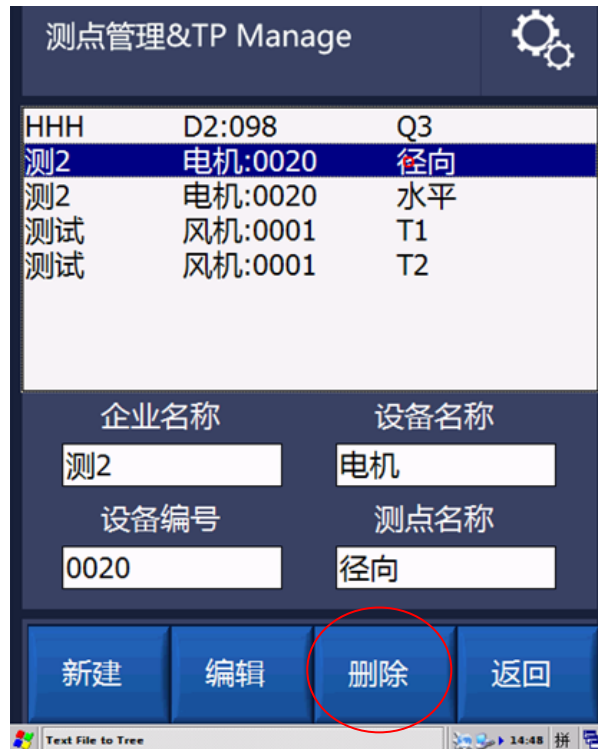 测点管理&TP Manage
HHH D2:098 Q3
测2 电机:0020 径向
测2 电机:0020 水平
测试 风机:0001 T1
测试 风机:0001 T2
企业名称 设备名称
测2 电机
设备编号 测点名称
0020 径向
新建 编辑 删除 返回
Text File to Tree 14:48 拼